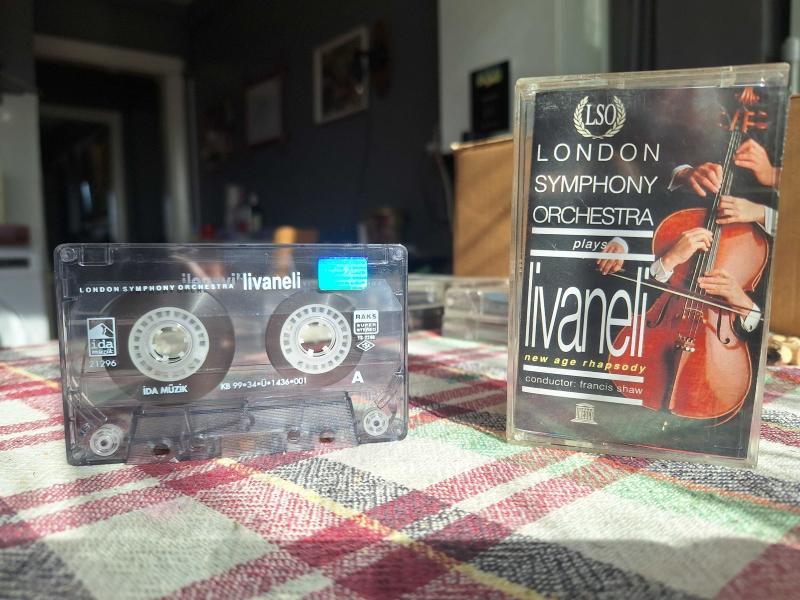 LONDON SYMPHONY ORCHESTRA livaneli
ida
müzik
21296
RAKS
SUPER
STEREO
İDA MÜZİK
KB 99•34•Ü•1436•001
A
LSO
LONDON
SYMPHONY
ORCHESTRA
plays
livaneli
new age rhapsody
conductor: francis shaw
UNESCO